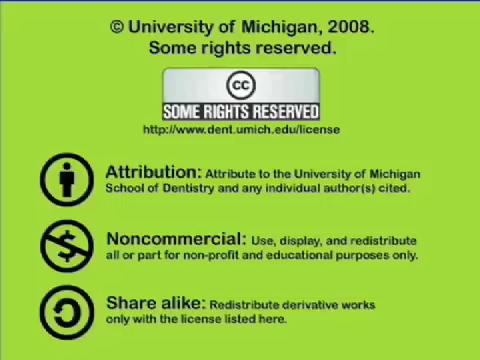 © University of Michigan, 2008.
Some rights reserved.
cc
SOME RIGHTS RESERVED
http://www.dent.umich.edu/license
Attribution: Attribute to the University of Michigan
School of Dentistry and any individual author(s) cited.
Noncommercial: Use, display, and redistribute
all or part for non-profit and educational purposes only.
Share alike: Redistribute derivative works
only with the license listed here.